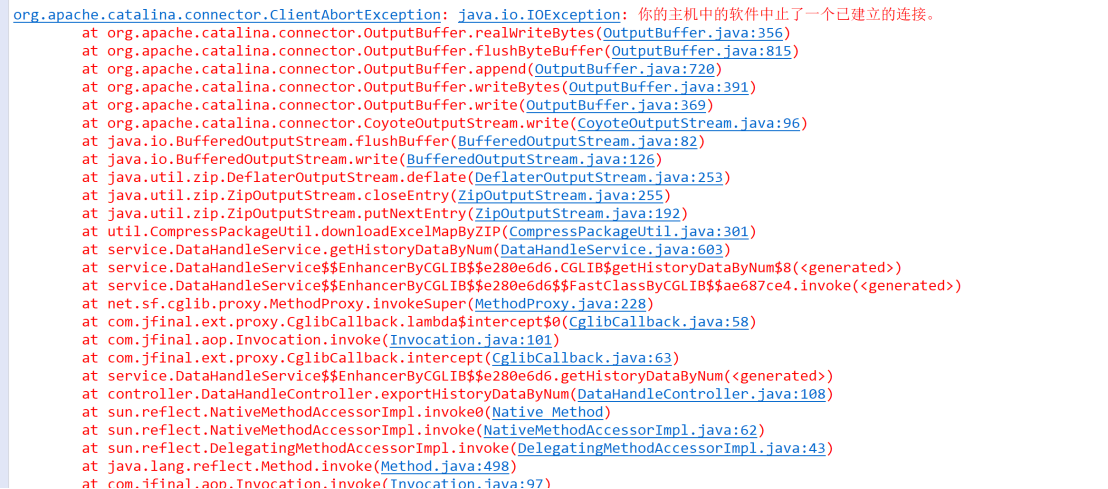 org.apache.catalina.connector.ClientAbortException: java.io.IOException: 你的主机中的软件中止了一个已建立的连接。
at org.apache.catalina.connector.OutputBuffer.realWriteBytes(OutputBuffer.java:356)
at org.apache.catalina.connector.OutputBuffer.flushByteBuffer(OutputBuffer.java:815)
at org.apache.catalina.connector.OutputBuffer.append(OutputBuffer.java:720)
at org.apache.catalina.connector.OutputBuffer.writeBytes(OutputBuffer.java:391)
at org.apache.catalina.connector.OutputBuffer.write(OutputBuffer.java:369)
at org.apache.catalina.connector.CoyoteOutputStream.write(CoyoteOutputStream.java:96)
at java.io.BufferedOutputStream.flushBuffer(BufferedOutputStream.java:82)
at java.io.BufferedOutputStream.write(BufferedOutputStream.java:126)
at java.util.zip.DeflaterOutputStream.deflate(DeflaterOutputStream.java:253)
at java.util.zip.ZipOutputStream.closeEntry(ZipOutputStream.java:255)
at java.util.zip.ZipOutputStream.putNextEntry(ZipOutputStream.java:192)
at util.CompressPackageUtil.downloadExcelMapByZIP(CompressPackageUtil.java:301)
at service.DataHandleService.getHistoryDataByNum(DataHandleService.java:603)
at service.DataHandleService$$EnhancerByCGLIB$$e280e6d6.CGLIB$getHistoryDataByNum$8(<generated>)
at service.DataHandleService$$EnhancerByCGLIB$$e280e6d6$$FastClassByCGLIB$$ae687ce4.invoke(<generated>)
at net.sf.cglib.proxy.MethodProxy.invokeSuper(MethodProxy.java:228)
at com.jfinal.ext.proxy.CglibCallback.lambda$intercept$0(CglibCallback.java:58)
at com.jfinal.aop.Invocation.invoke(Invocation.java:101)
at com.jfinal.ext.proxy.CglibCallback.intercept(CglibCallback.java:63)
at service.DataHandleService$$EnhancerByCGLIB$$e280e6d6.getHistoryDataByNum(<generated>)
at controller.DataHandleController.exportHistoryDataByNum(DataHandleController.java:108)
at sun.reflect.NativeMethodAccessorImpl.invoke0(Native Method)
at sun.reflect.NativeMethodAccessorImpl.invoke(NativeMethodAccessorImpl.java:62)
at sun.reflect.DelegatingMethodAccessorImpl.invoke(DelegatingMethodAccessorImpl.java:43)
at java.lang.reflect.Method.invoke(Method.java:498)
at com.jfinal.aop.Invocation.invoke(Invocation.java:97)